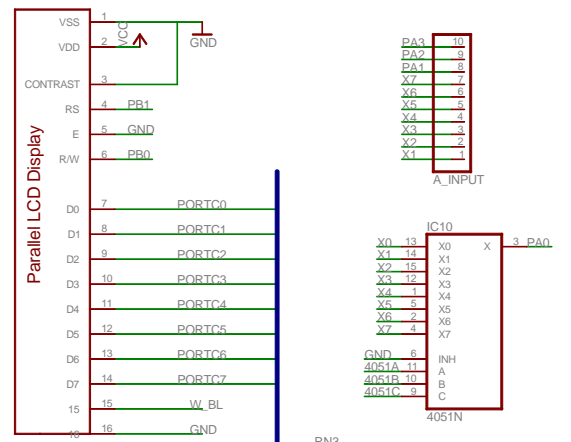 Parallel LCD Display
VSS 1
VCC
GND
VDD 2
CONTRAST 3
RS 4 PB1
E 5 GND
R/W 6 PB0
D0 7 PORTC0
D1 8 PORTC1
D2 9 PORTC2
D3 10 PORTC3
D4 11 PORTC4
D5 12 PORTC5
D6 13 PORTC6
D7 14 PORTC7
15 15 W_BL
16 16 GND
PA3 10
PA2 9
PA1 8
X7 7
X6 6
X5 5
X4 4
X3 3
X2 2
X1 1
A_INPUT
IC10
X0 13 X0 X 3 PA0
X1 14 X1
X2 15 X2
X3 12 X3
X4 1 X4
X5 5 X5
X6 2 X6
X7 4 X7
GND 6 INH
4051A 11 A
4051B 10 B
4051C 9 C
4051N
RN3